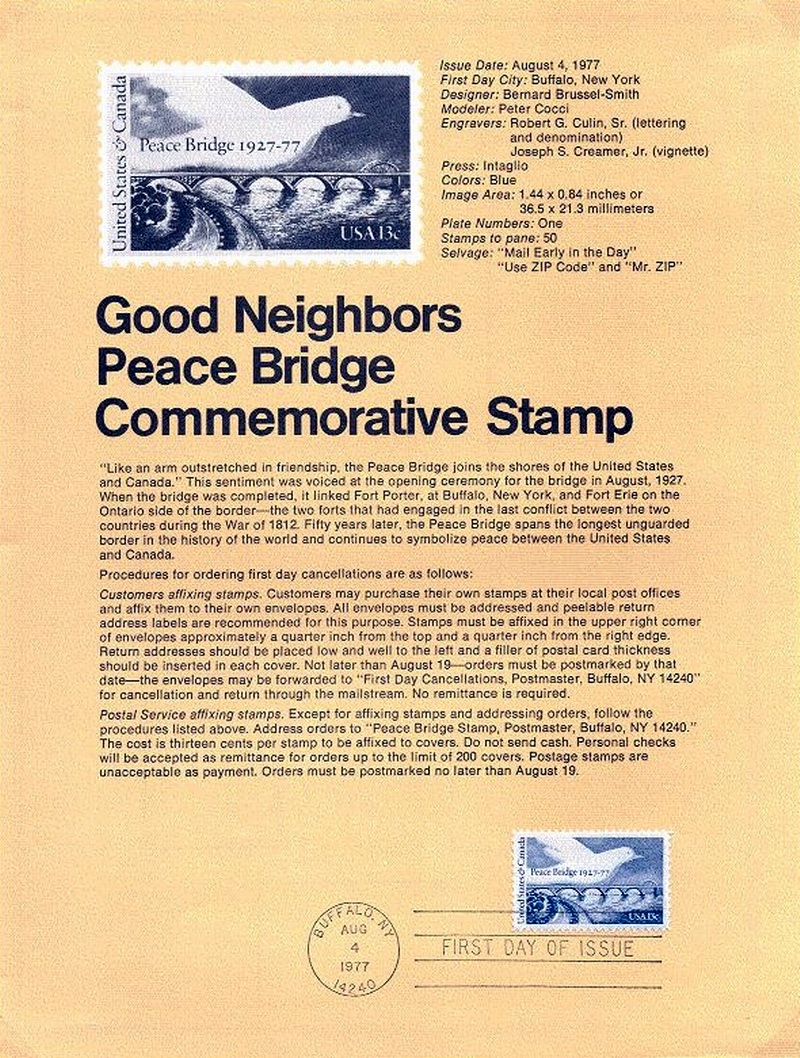 United States & Canada
Peace Bridge 1927-77
USA 13c
Issue Date: August 4, 1977
First Day City: Buffalo, New York
Designer: Bernard Brussel-Smith
Modeler: Peter Cocci
Engravers: Robert G. Culin, Sr. (lettering
and denomination)
Joseph S. Creamer, Jr. (vignette)
Press: Intaglio
Colors: Blue
Image Area: 1.44 x 0.84 inches or
36.5 x 21.3 millimeters
Plate Numbers: One
Stamps to pane: 50
Selvage: “Mail Early in the Day”
“Use ZIP Code” and “Mr. ZIP”
Good Neighbors
Peace Bridge
Commemorative Stamp
“Like an arm outstretched in friendship, the Peace Bridge joins the shores of the United States
and Canada.” This sentiment was voiced at the opening ceremony for the bridge in August, 1927.
When the bridge was completed, it linked Fort Porter, at Buffalo, New York, and Fort Erie on the
Ontario side of the border—the two forts that had engaged in the last conflict between the two
countries during the War of 1812. Fifty years later, the Peace Bridge spans the longest unguarded
border in the history of the world and continues to symbolize peace between the United States
and Canada.
Procedures for ordering first day cancellations are as follows:
Customers affixing stamps. Customers may purchase their own stamps at their local post offices
and affix them to their own envelopes. All envelopes must be addressed and peelable return
address labels are recommended for this purpose. Stamps must be affixed in the upper right corner
of envelopes approximately a quarter inch from the top and a quarter inch from the right edge.
Return addresses should be placed low and well to the left and a filler of postal card thickness
should be inserted in each cover. Not later than August 19—orders must be postmarked by that
date—the envelopes may be forwarded to “First Day Cancellations, Postmaster, Buffalo, NY 14240”
for cancellation and return through the mailstream. No remittance is required.
Postal Service affixing stamps. Except for affixing stamps and addressing orders, follow the
procedures listed above. Address orders to “Peace Bridge Stamp, Postmaster, Buffalo, NY 14240.”
The cost is thirteen cents per stamp to be affixed to covers. Do not send cash. Personal checks
will be accepted as remittance for orders up to the limit of 200 covers. Postage stamps are
unacceptable as payment. Orders must be postmarked no later than August 19.
United States & Canada
Peace Bridge 1927-77
USA 13c
BUFFALO, NY
AUG
4
1977
14240
FIRST DAY OF ISSUE